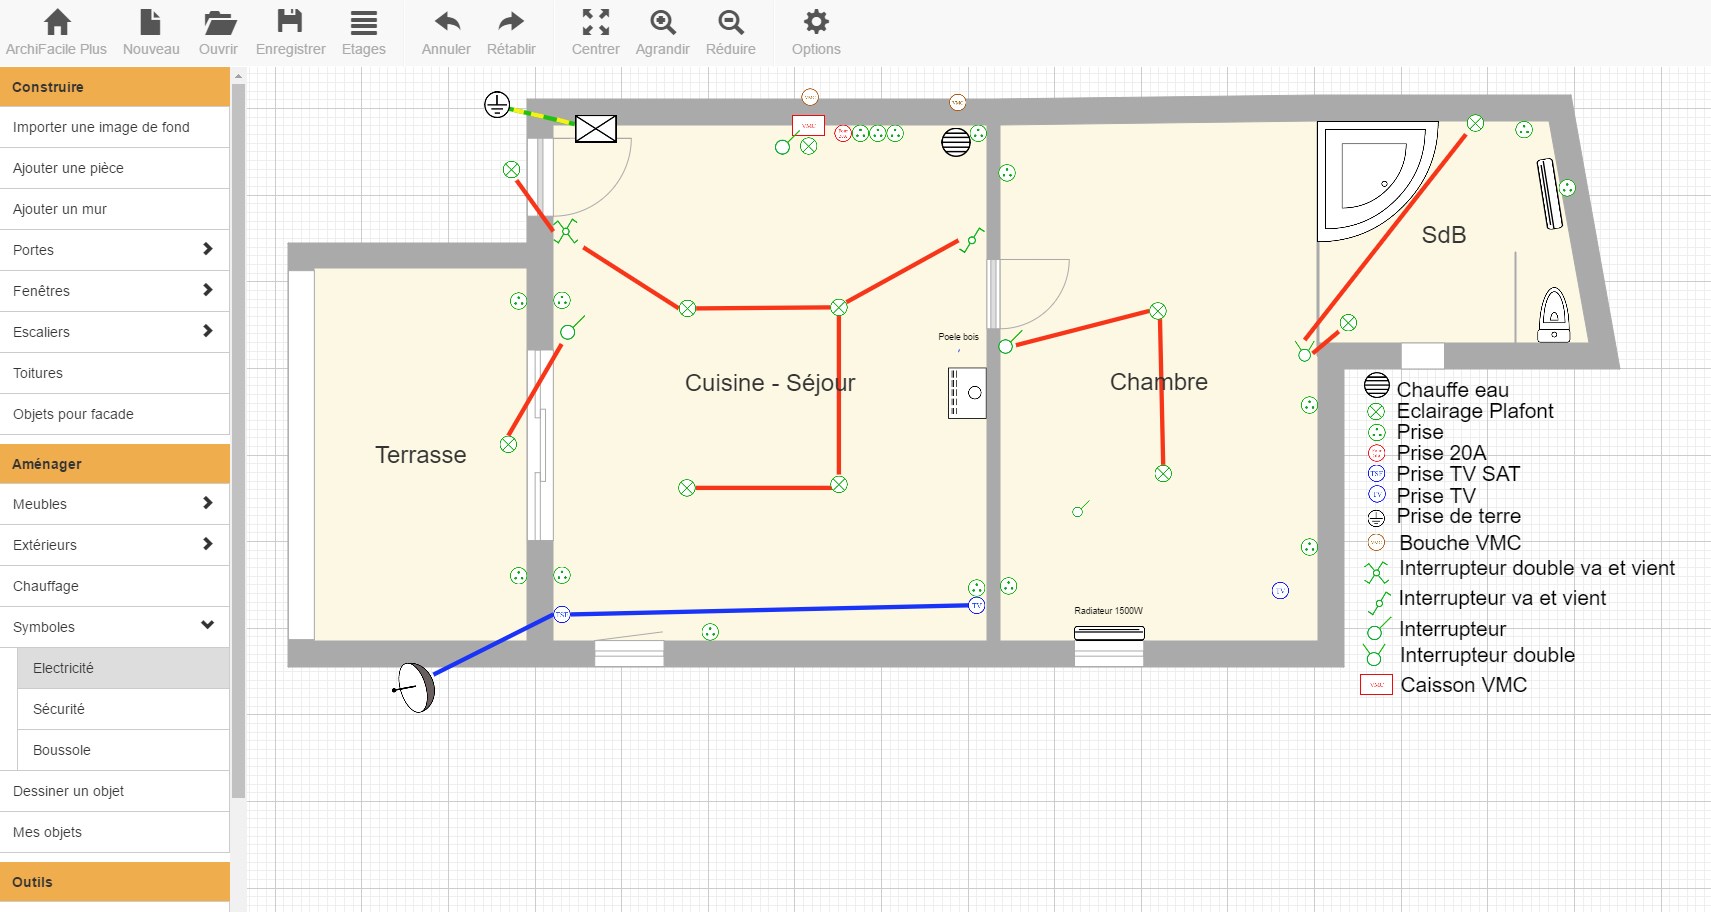 ArchiFacile Plus
Nouveau
Ouvrir
Enregistrer
Etages
Annuler
Rétablir
Centrer
Agrandir
Réduire
Options
Construire
Importer une image de fond
Ajouter une pièce
Ajouter un mur
Portes
Fenêtres
Escaliers
Toitures
Objets pour facade
Aménager
Meubles
Extérieurs
Chauffage
Symboles
Electricité
Sécurité
Boussole
Dessiner un objet
Mes objets
Outils
VMC
VMC
VMC
SdB
Poele bois
Cuisine - Séjour
Chambre
Terrasse
TSF
TV
TV
Radiateur 1500W
Chauffe eau
Eclairage Plafont
Prise
Prise 20A
TSF
Prise TV SAT
TV
Prise TV
Prise de terre
VMC
Bouche VMC
Interrupteur double va et vient
Interrupteur va et vient
Interrupteur
Interrupteur double
VMC
Caisson VMC